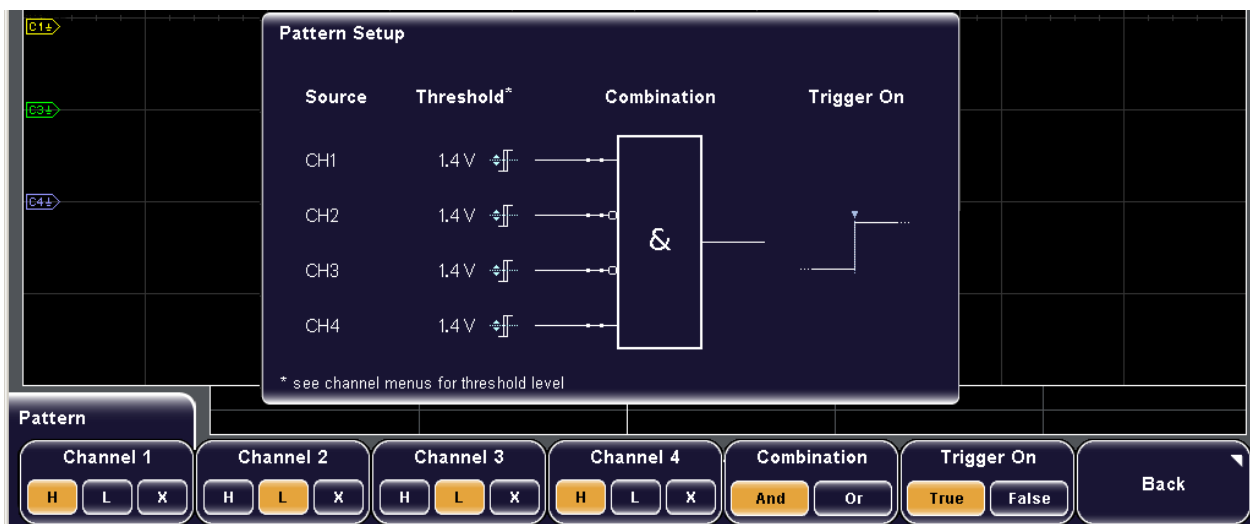 C1
Pattern Setup
Source Threshold* Combination Trigger On
C3
CH1 1.4 V
C4
CH2 1.4 V
&
CH3 1.4 V
CH4 1.4 V
* see channel menus for threshold level
Pattern
Channel 1 Channel 2 Channel 3 Channel 4 Combination Trigger On
Back
H L X H L X H L X H L X And Or True False